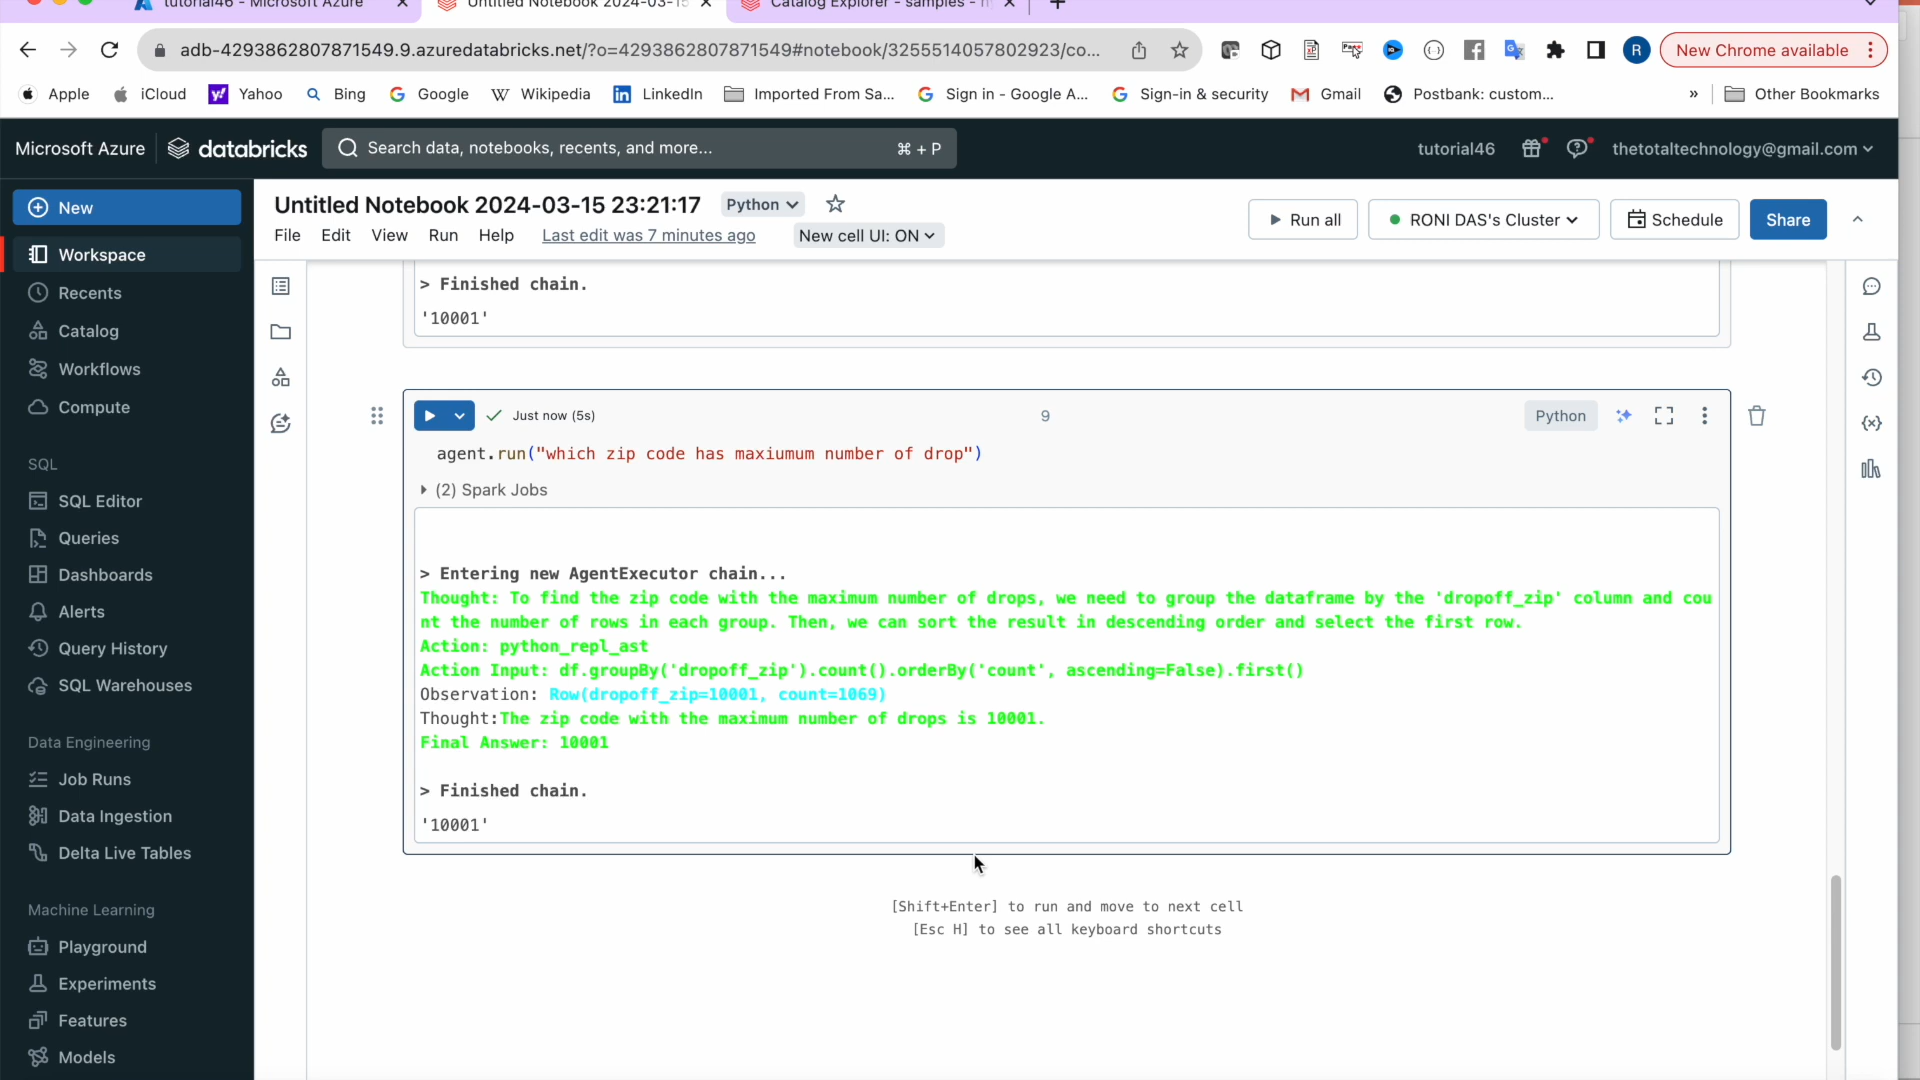 tutorial46 - Microsoft Azure
Untitled Notebook 2024-03-15
Catalog Explorer - samples -
adb-4293862807871549.9.azuredatabricks.net/?o=4293862807871549#notebook/3255514057802923/co...
R
New Chrome available
Apple
iCloud
Yahoo
Bing
Google
Wikipedia
LinkedIn
Imported From Sa...
Sign in - Google A...
Sign-in & security
Gmail
Postbank: custom...
»
Other Bookmarks
Microsoft Azure
databricks
Search data, notebooks, recents, and more...
⌘ + P
tutorial46
thetotaltechnology@gmail.com
New
Workspace
Recents
Catalog
Workflows
Compute
SQL
SQL Editor
Queries
Dashboards
Alerts
Query History
SQL Warehouses
Data Engineering
Job Runs
Data Ingestion
Delta Live Tables
Machine Learning
Playground
Experiments
Features
Models
Untitled Notebook 2024-03-15 23:21:17
Python
File Edit View Run Help Last edit was 7 minutes ago New cell UI: ON
Run all
RONI DAS's Cluster
Schedule
Share
> Finished chain.
'10001'
Just now (5s)
9
Python
agent.run("which zip code has maxiumum number of drop")
(2) Spark Jobs
> Entering new AgentExecutor chain...
Thought: To find the zip code with the maximum number of drops, we need to group the dataframe by the 'dropoff_zip' column and cou
nt the number of rows in each group. Then, we can sort the result in descending order and select the first row.
Action: python_repl_ast
Action Input: df.groupBy('dropoff_zip').count().orderBy('count', ascending=False).first()
Observation: Row(dropoff_zip=10001, count=1069)
Thought:The zip code with the maximum number of drops is 10001.
Final Answer: 10001
> Finished chain.
'10001'
[Shift+Enter] to run and move to next cell
[Esc H] to see all keyboard shortcuts